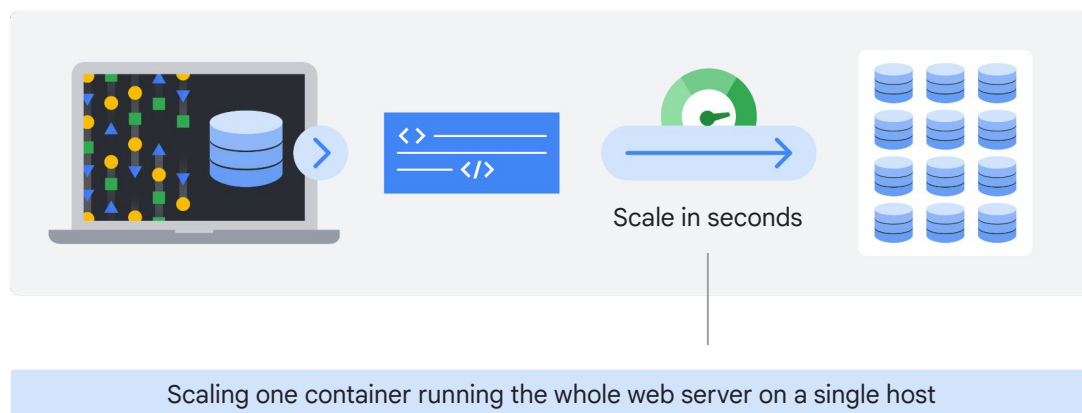 <>
</>
Scale in seconds
Scaling one container running the whole web server on a single host